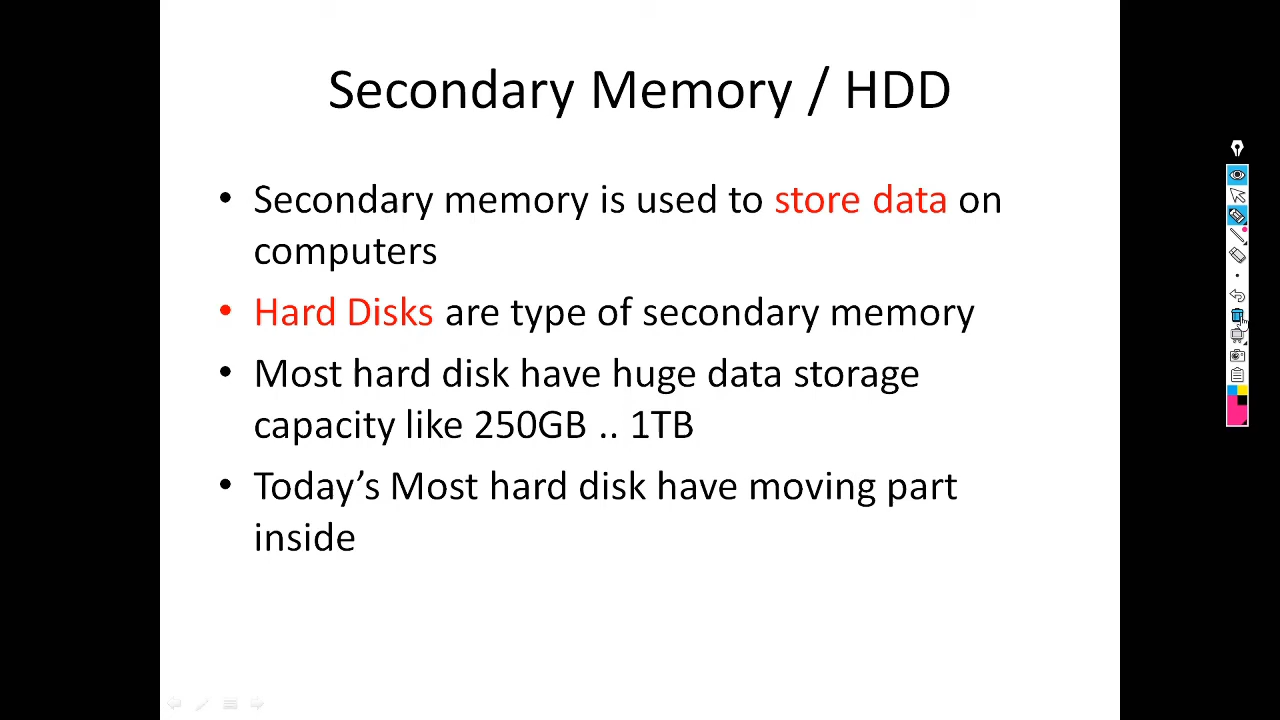 Secondary Memory / HDD
• Secondary memory is used to store data on
computers
• Hard Disks are type of secondary memory
• Most hard disk have huge data storage
capacity like 250GB .. 1TB
• Today’s Most hard disk have moving part
inside